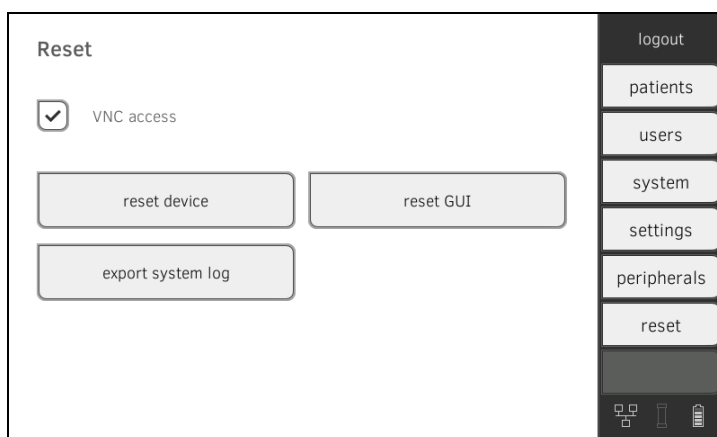 Reset
VNC access
reset device
reset GUI
export system log
logout
patients
users
system
settings
peripherals
reset